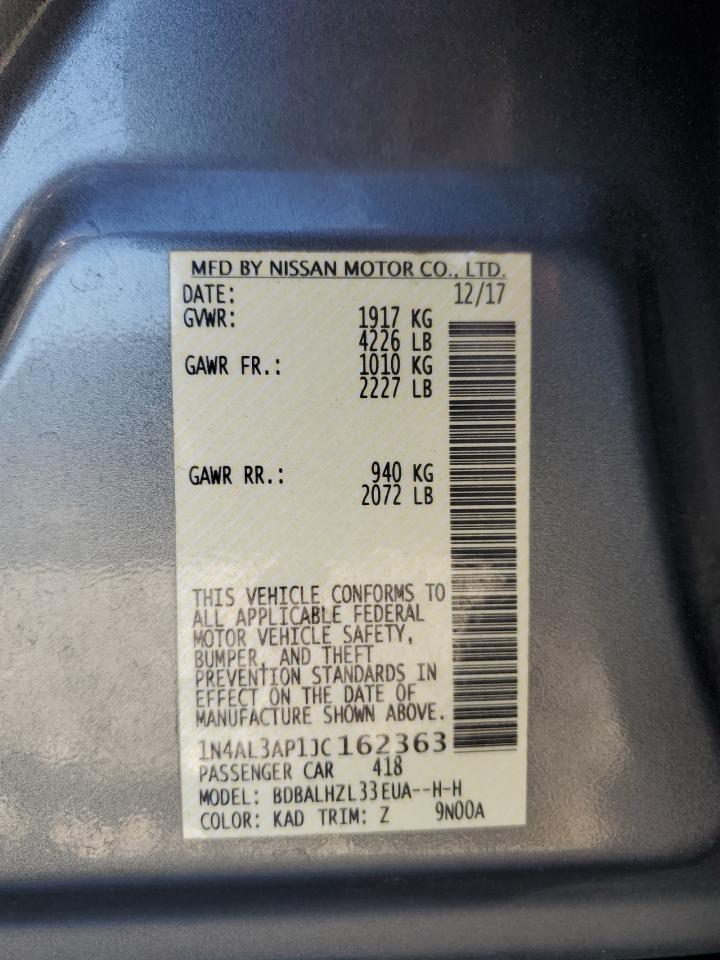 MFD BY NISSAN MOTOR CO., LTD.
DATE: 12/17
GVWR: 1917 KG
4226 LB
GAWR FR.: 1010 KG
2227 LB
GAWR RR.: 940 KG
2072 LB
THIS VEHICLE CONFORMS TO
ALL APPLICABLE FEDERAL
MOTOR VEHICLE SAFETY,
BUMPER, AND THEFT
PREVENTION STANDARDS IN
EFFECT ON THE DATE OF
MANUFACTURE SHOWN ABOVE.
1N4AL3AP1JC162363
PASSENGER CAR 418
MODEL: BDBALHZL33EUA--H-H
COLOR: KAD TRIM: Z 9N00A